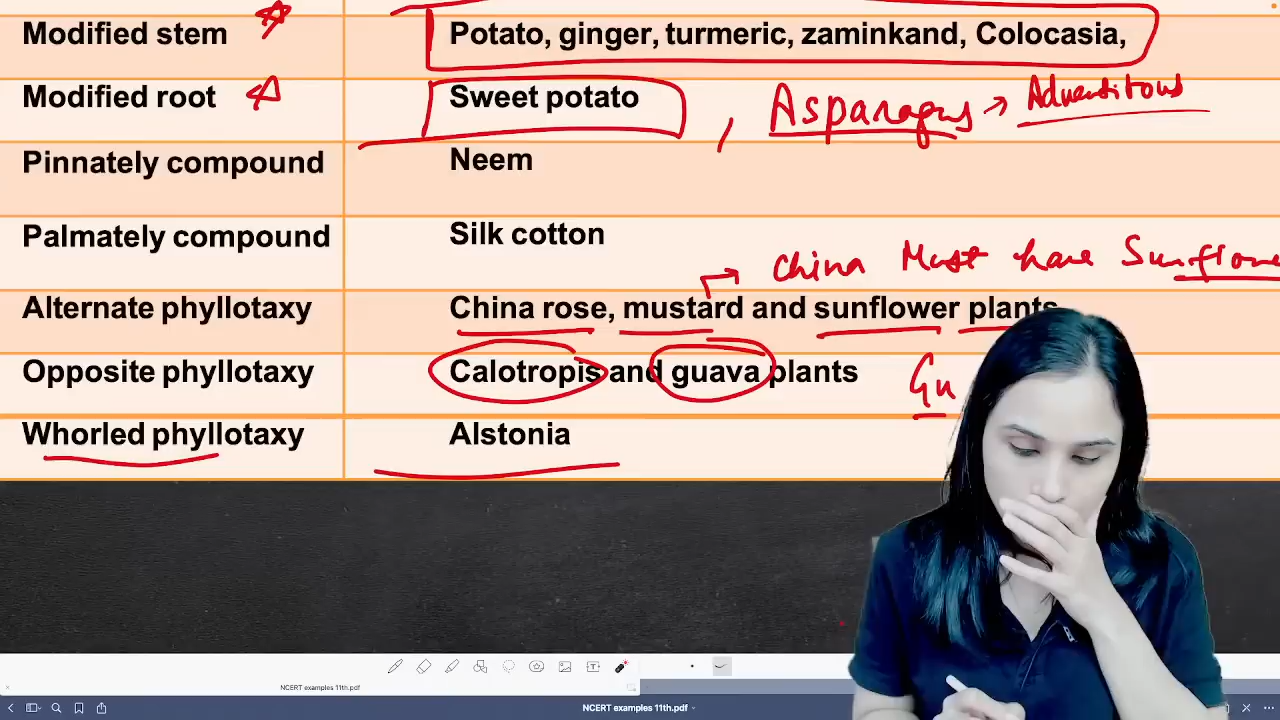 Modified stem Potato, ginger, turmeric, zaminkand, Colocasia,
Modified root Sweet potato , Asparagus → Adventitous
Pinnately compound Neem
Palmately compound Silk cotton
China Must have Sunflowe
Alternate phyllotaxy China rose, mustard and sunflower plants
Opposite phyllotaxy Calotropis and guava plants Gu
Whorled phyllotaxy Alstonia
NCERT examples 11th.pdf
NCERT examples 11th.pdf